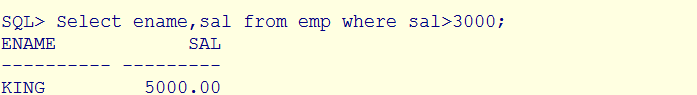 SQL> Select ename,sal from emp where sal>3000;
ENAME            SAL
---------- ---------
KING         5000.00